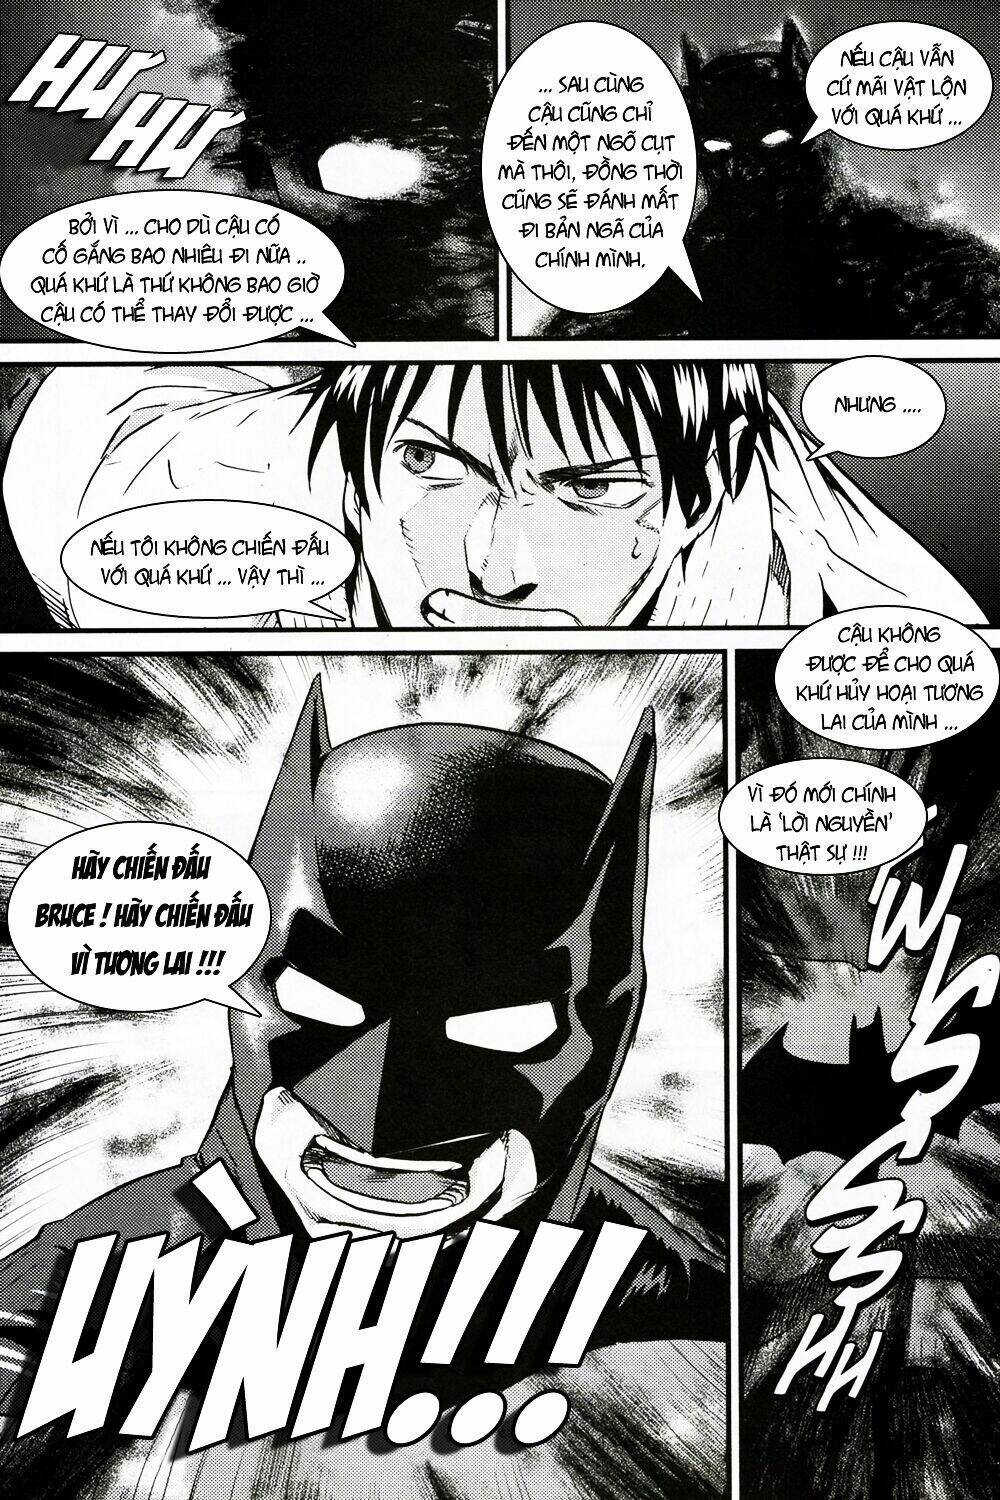 NẾU CẬU VẪN
CỨ MÃI VẬT LỘN
VỚI QUÁ KHỨ ...
... SAU CÙNG
CẬU CŨNG CHỈ
ĐẾN MỘT NGÕ CỤT
MÀ THÔI, ĐỒNG THỜI
CŨNG SẼ ĐÁNH MẤT
ĐI BẢN NGÃ CỦA
CHÍNH MÌNH.
HƯ
HƯ
BỞI VÌ ... CHO DÙ CẬU CÓ
CỐ GẮNG BAO NHIÊU ĐI NỮA ..
QUÁ KHỨ LÀ THỨ KHÔNG BAO GIỜ
CẬU CÓ THỂ THAY ĐỔI ĐƯỢC ...
NHƯNG ....
NẾU TÔI KHÔNG CHIẾN ĐẤU
VỚI QUÁ KHỨ ... VẬY THÌ ...
CẬU KHÔNG
ĐƯỢC ĐỂ CHO QUÁ
KHỨ HỦY HOẠI TƯƠNG
LAI CỦA MÌNH ...
VÌ ĐÓ MỚI CHÍNH
LÀ 'LỜI NGUYỀN'
THẬT SỰ !!!
HÃY CHIẾN ĐẤU
BRUCE ! HÃY CHIẾN ĐẤU
VÌ TƯƠNG LAI !!!
HUỲNH!!!